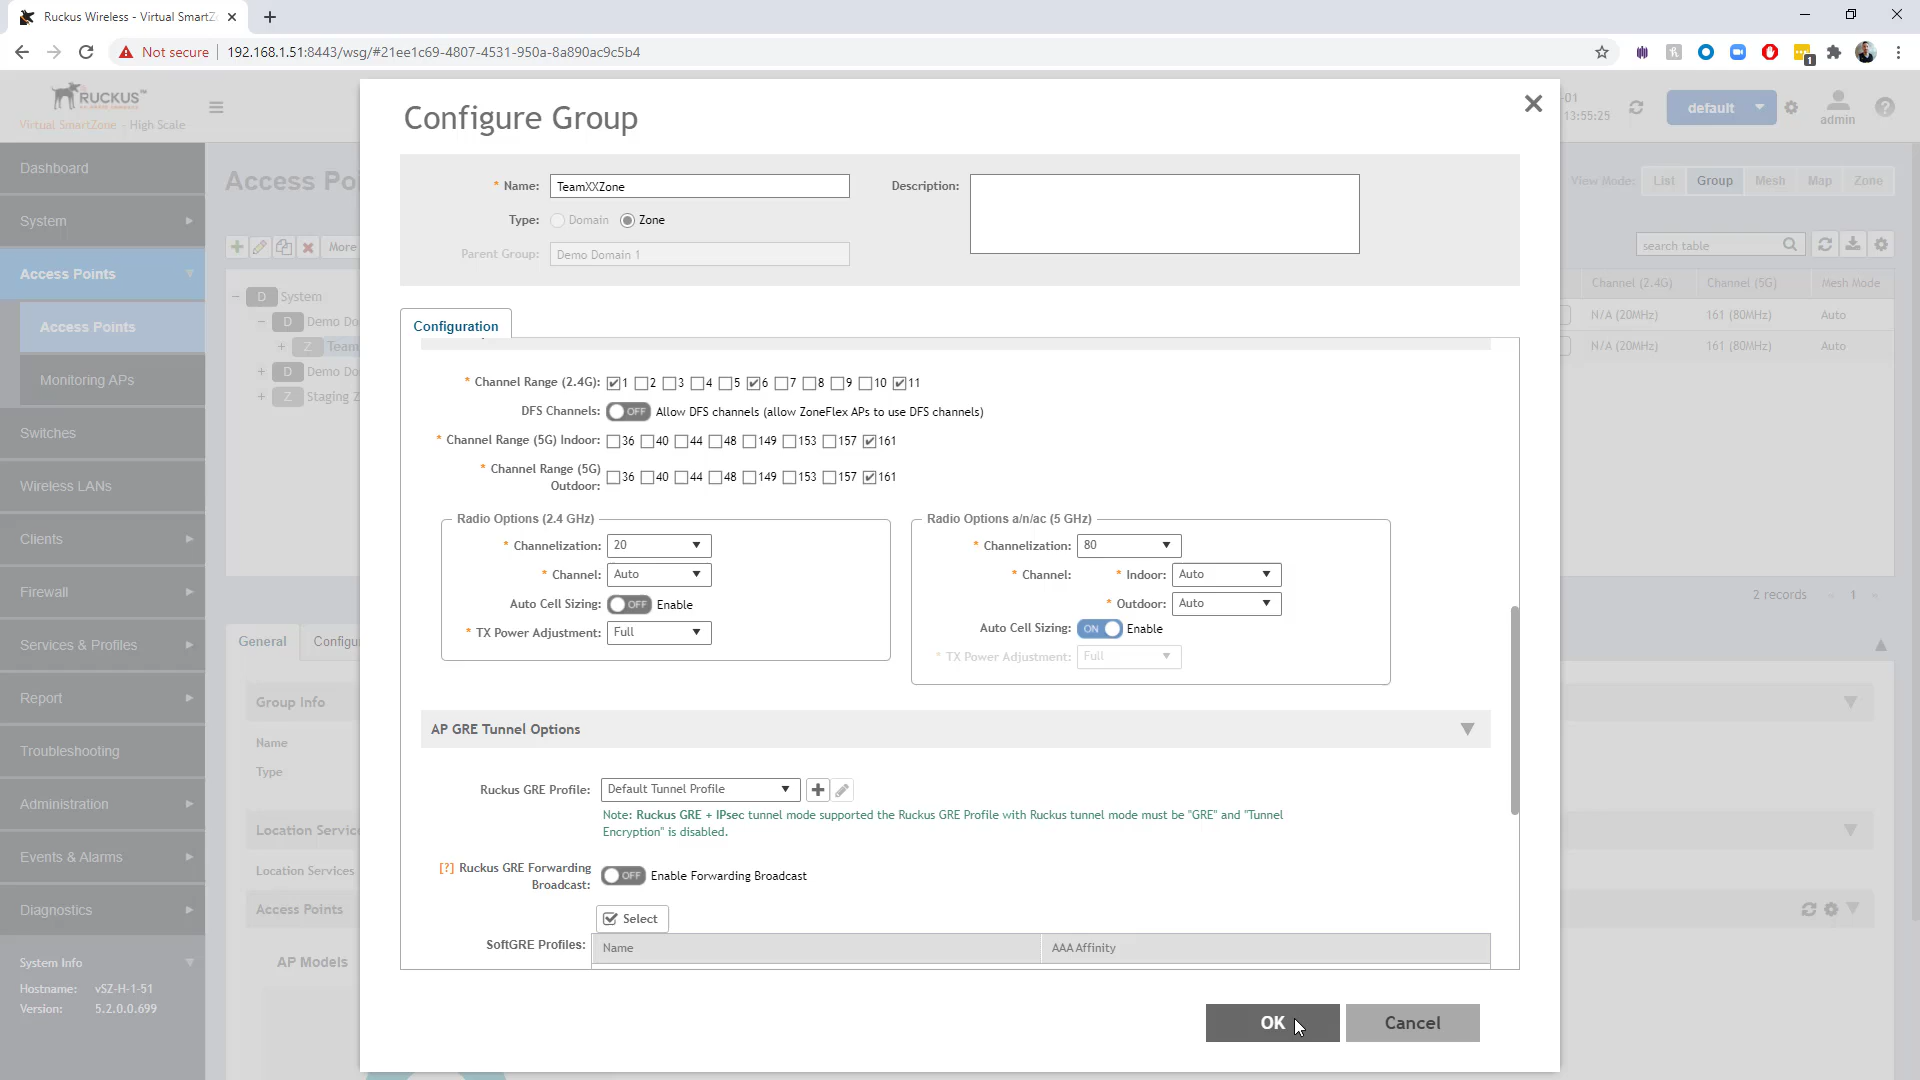 Ruckus Wireless - Virtual SmartZ
Not secure
192.168.1.51:8443/wsg/#21ee1c69-4807-4531-950a-8a890ac9c5b4
1
RUCKUS
Virtual SmartZone - High Scale
Configure Group
-01
13:55:25
default
admin
Dashboard
System
Access Points
Access Points
Monitoring APs
Switches
Wireless LANs
Clients
Firewall
Services & Profiles
Report
Troubleshooting
Administration
Events & Alarms
Diagnostics
System Info
Hostname: vSZ-H-1-51
Version: 5.2.0.0.699
Access Poi
View Mode: List Group Mesh Map Zone
More
search table
D System
D Demo Do
Z Team
D Demo Do
Z Staging Z
Channel (2.4G) Channel (5G) Mesh Mode
N/A (20MHz) 161 (80MHz) Auto
N/A (20MHz) 161 (80MHz) Auto
2 records 1
General Configu
Group Info
Name
Type
Location Service
Location Services
Access Points
AP Models
* Name: TeamXXZone
Description:
Type: Domain Zone
Parent Group: Demo Domain 1
Configuration
* Channel Range (2.4G): 1 2 3 4 5 6 7 8 9 10 11
DFS Channels: OFF Allow DFS channels (allow ZoneFlex APs to use DFS channels)
* Channel Range (5G) Indoor: 36 40 44 48 149 153 157 161
* Channel Range (5G)
Outdoor: 36 40 44 48 149 153 157 161
Radio Options (2.4 GHz)
* Channelization: 20
* Channel: Auto
Auto Cell Sizing: OFF Enable
* TX Power Adjustment: Full
Radio Options a/n/ac (5 GHz)
* Channelization: 80
* Channel: * Indoor: Auto
* Outdoor: Auto
Auto Cell Sizing: ON Enable
* TX Power Adjustment: Full
AP GRE Tunnel Options
Ruckus GRE Profile: Default Tunnel Profile
Note: Ruckus GRE + IPsec tunnel mode supported the Ruckus GRE Profile with Ruckus tunnel mode must be "GRE" and "Tunnel
Encryption" is disabled.
[?] Ruckus GRE Forwarding
Broadcast: OFF Enable Forwarding Broadcast
Select
SoftGRE Profiles: Name AAA Affinity
OK Cancel